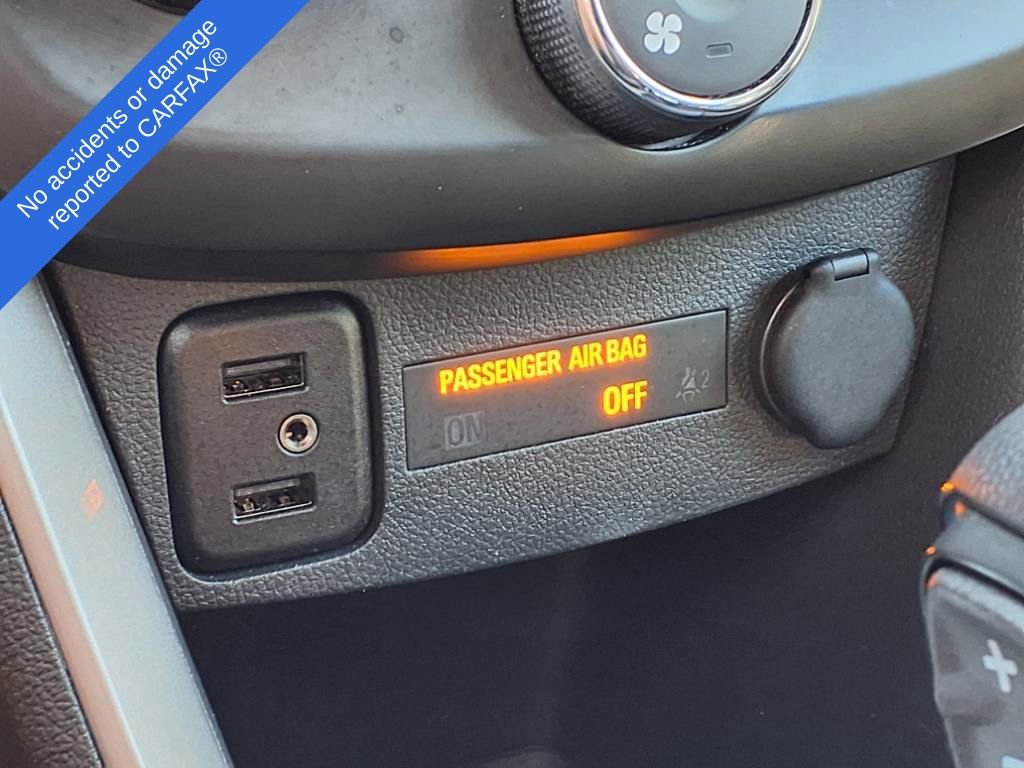 No accidents or damage
reported to CARFAX®
PASSENGER AIR BAG
ON OFF 2
+